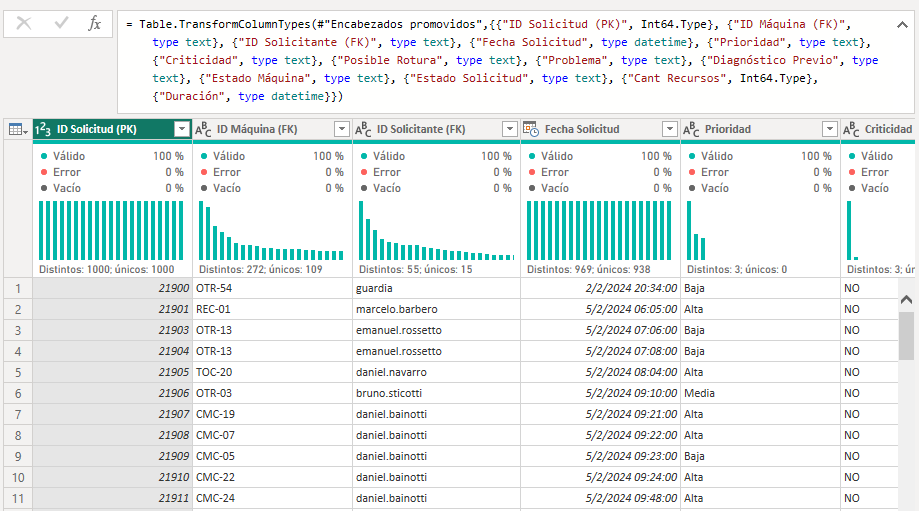 fx
= Table.TransformColumnTypes(#"Encabezados promovidos",{{"ID Solicitud (PK)", Int64.Type}, {"ID Máquina (FK)",
type text}, {"ID Solicitante (FK)", type text}, {"Fecha Solicitud", type datetime}, {"Prioridad", type text},
{"Criticidad", type text}, {"Posible Rotura", type text}, {"Problema", type text}, {"Diagnóstico Previo", type
text}, {"Estado Máquina", type text}, {"Estado Solicitud", type text}, {"Cant Recursos", Int64.Type},
{"Duración", type datetime}})
123 ID Solicitud (PK) ABC ID Máquina (FK) ABC ID Solicitante (FK) Fecha Solicitud ABC Prioridad ABC Criticidad
Válido 100 % Válido 100 % Válido 100 % Válido 100 % Válido 100 % Válido
Error 0 % Error 0 % Error 0 % Error 0 % Error 0 % Error
Vacío 0 % Vacío 0 % Vacío 0 % Vacío 0 % Vacío 0 % Vacío
Distintos: 1000; únicos: 1000 Distintos: 272; únicos: 109 Distintos: 55; únicos: 15 Distintos: 969; únicos: 938 Distintos: 3; únicos: 0 Distintos: 3;
1 21900 OTR-54 guardia 2/2/2024 20:34:00 Baja NO
2 21901 REC-01 marcelo.barbero 5/2/2024 06:05:00 Alta NO
3 21903 OTR-13 emanuel.rossetto 5/2/2024 07:06:00 Baja NO
4 21904 OTR-13 emanuel.rossetto 5/2/2024 07:08:00 Baja NO
5 21905 TOC-20 daniel.navarro 5/2/2024 08:04:00 Alta NO
6 21906 OTR-03 bruno.sticotti 5/2/2024 09:10:00 Media NO
7 21907 CMC-19 daniel.bainotti 5/2/2024 09:21:00 Alta NO
8 21908 CMC-07 daniel.bainotti 5/2/2024 09:22:00 Alta NO
9 21909 CMC-05 daniel.bainotti 5/2/2024 09:23:00 Baja NO
10 21910 CMC-22 daniel.bainotti 5/2/2024 09:24:00 Alta NO
11 21911 CMC-24 daniel.bainotti 5/2/2024 09:48:00 Alta NO